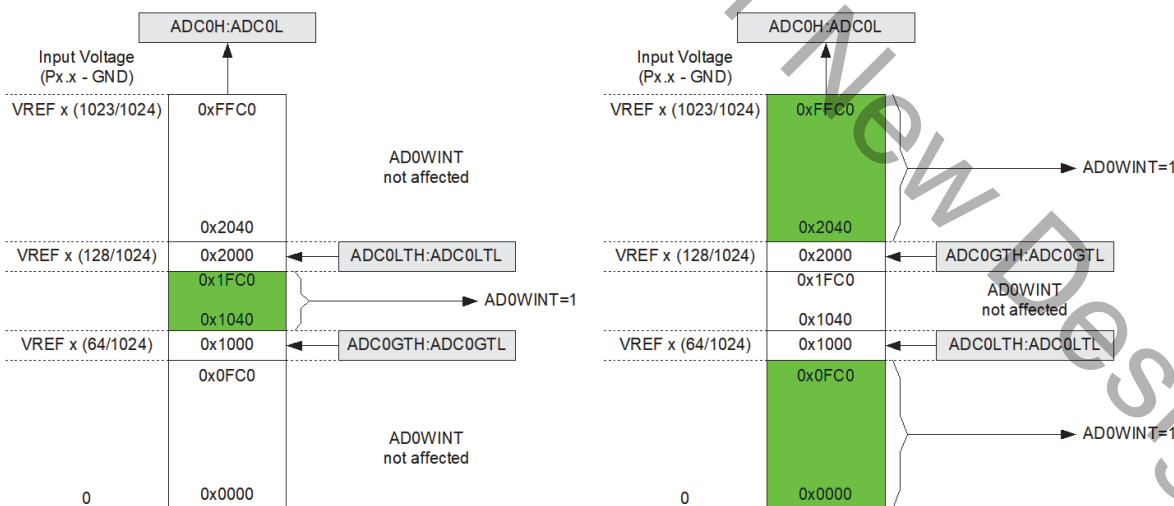 ADC0H:ADC0L
Input Voltage
(Px.x - GND)
VREF x (1023/1024)
0xFFC0
AD0WINT
not affected
0x2040
VREF x (128/1024)
0x2000
ADC0LTH:ADC0LTL
0x1FC0
AD0WINT=1
0x1040
VREF x (64/1024)
0x1000
ADC0GTH:ADC0GTL
0x0FC0
AD0WINT
not affected
0
0x0000
ADC0H:ADC0L
Input Voltage
(Px.x - GND)
VREF x (1023/1024)
0xFFC0
AD0WINT=1
0x2040
VREF x (128/1024)
0x2000
ADC0GTH:ADC0GTL
0x1FC0
AD0WINT
not affected
0x1040
VREF x (64/1024)
0x1000
ADC0LTH:ADC0LTL
0x0FC0
AD0WINT=1
0
0x0000
New